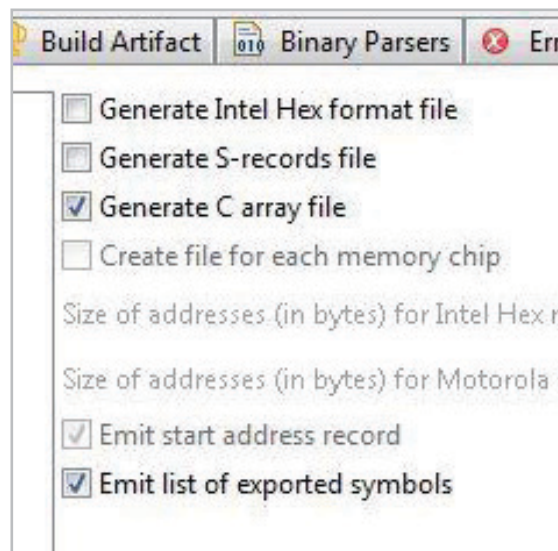 Build Artifact
Binary Parsers
Generate Intel Hex format file
Generate S-records file
Generate C array file
Create file for each memory chip
Size of addresses (in bytes) for Intel Hex
Size of addresses (in bytes) for Motorola
Emit start address record
Emit list of exported symbols